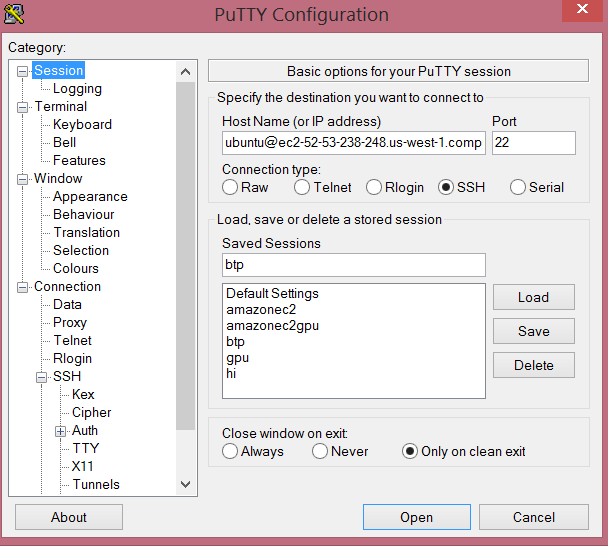 PuTTY Configuration
Category:
Session
Logging
Terminal
Keyboard
Bell
Features
Window
Appearance
Behaviour
Translation
Selection
Colours
Connection
Data
Proxy
Telnet
Rlogin
SSH
Kex
Cipher
Auth
TTY
X11
Tunnels
Basic options for your PuTTY session
Specify the destination you want to connect to
Host Name (or IP address) Port
ubuntu@ec2-52-53-238-248.us-west-1.comp 22
Connection type:
Raw Telnet Rlogin SSH Serial
Load, save or delete a stored session
Saved Sessions
btp
Default Settings
amazonec2
amazonec2gpu
btp
gpu
hi
Load
Save
Delete
Close window on exit:
Always Never Only on clean exit
About Open Cancel